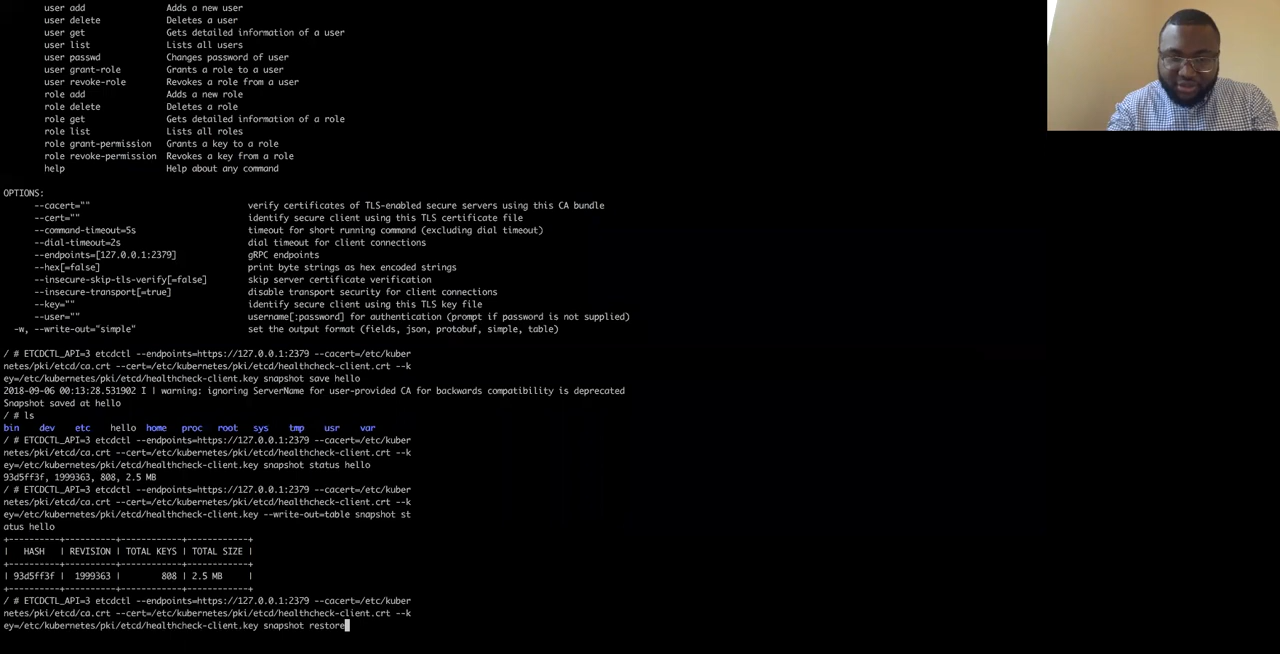 user add Adds a new user
user delete Deletes a user
user get Gets detailed information of a user
user list Lists all users
user passwd Changes password of user
user grant-role Grants a role to a user
user revoke-role Revokes a role from a user
role add Adds a new role
role delete Deletes a role
role get Gets detailed information of a role
role list Lists all roles
role grant-permission Grants a key to a role
role revoke-permission Revokes a key from a role
help Help about any command
OPTIONS:
--cacert="" verify certificates of TLS-enabled secure servers using this CA bundle
--cert="" identify secure client using this TLS certificate file
--command-timeout=5s timeout for short running command (excluding dial timeout)
--dial-timeout=2s dial timeout for client connections
--endpoints=[127.0.0.1:2379] gRPC endpoints
--hex[=false] print byte strings as hex encoded strings
--insecure-skip-tls-verify[=false] skip server certificate verification
--insecure-transport[=true] disable transport security for client connections
--key="" identify secure client using this TLS key file
--user="" username[:password] for authentication (prompt if password is not supplied)
-w, --write-out="simple" set the output format (fields, json, protobuf, simple, table)
/ # ETCDCTL_API=3 etcdctl --endpoints=https://127.0.0.1:2379 --cacert=/etc/kuber
netes/pki/etcd/ca.crt --cert=/etc/kubernetes/pki/etcd/healthcheck-client.crt --k
ey=/etc/kubernetes/pki/etcd/healthcheck-client.key snapshot save hello
2018-09-06 00:13:28.531902 I | warning: ignoring ServerName for user-provided CA for backwards compatibility is deprecated
Snapshot saved at hello
/ # ls
bin dev etc hello home proc root sys tmp usr var
/ # ETCDCTL_API=3 etcdctl --endpoints=https://127.0.0.1:2379 --cacert=/etc/kuber
netes/pki/etcd/ca.crt --cert=/etc/kubernetes/pki/etcd/healthcheck-client.crt --k
ey=/etc/kubernetes/pki/etcd/healthcheck-client.key snapshot status hello
93d5ff3f, 1999363, 808, 2.5 MB
/ # ETCDCTL_API=3 etcdctl --endpoints=https://127.0.0.1:2379 --cacert=/etc/kuber
netes/pki/etcd/ca.crt --cert=/etc/kubernetes/pki/etcd/healthcheck-client.crt --k
ey=/etc/kubernetes/pki/etcd/healthcheck-client.key --write-out=table snapshot st
atus hello
+----------+----------+------------+------------+
| HASH | REVISION | TOTAL KEYS | TOTAL SIZE |
+----------+----------+------------+------------+
| 93d5ff3f | 1999363 | 808 | 2.5 MB |
+----------+----------+------------+------------+
/ # ETCDCTL_API=3 etcdctl --endpoints=https://127.0.0.1:2379 --cacert=/etc/kuber
netes/pki/etcd/ca.crt --cert=/etc/kubernetes/pki/etcd/healthcheck-client.crt --k
ey=/etc/kubernetes/pki/etcd/healthcheck-client.key snapshot restore